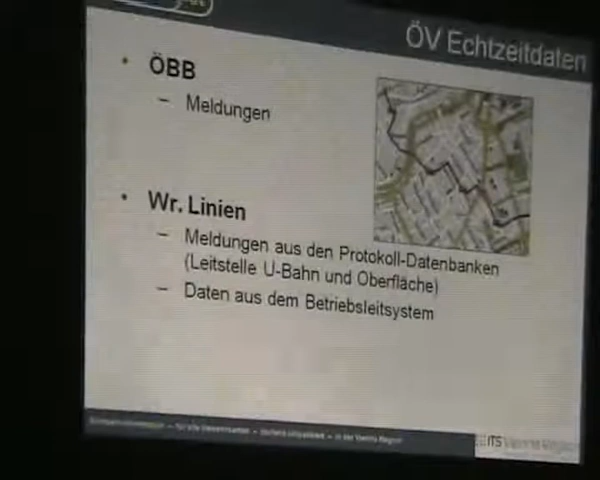 ÖV Echtzeitdaten
• ÖBB
– Meldungen
• Wr. Linien
– Meldungen aus den Protokoll-Datenbanken
(Leitstelle U-Bahn und Oberfläche)
– Daten aus dem Betriebsleitsystem
ITS Vienna Region